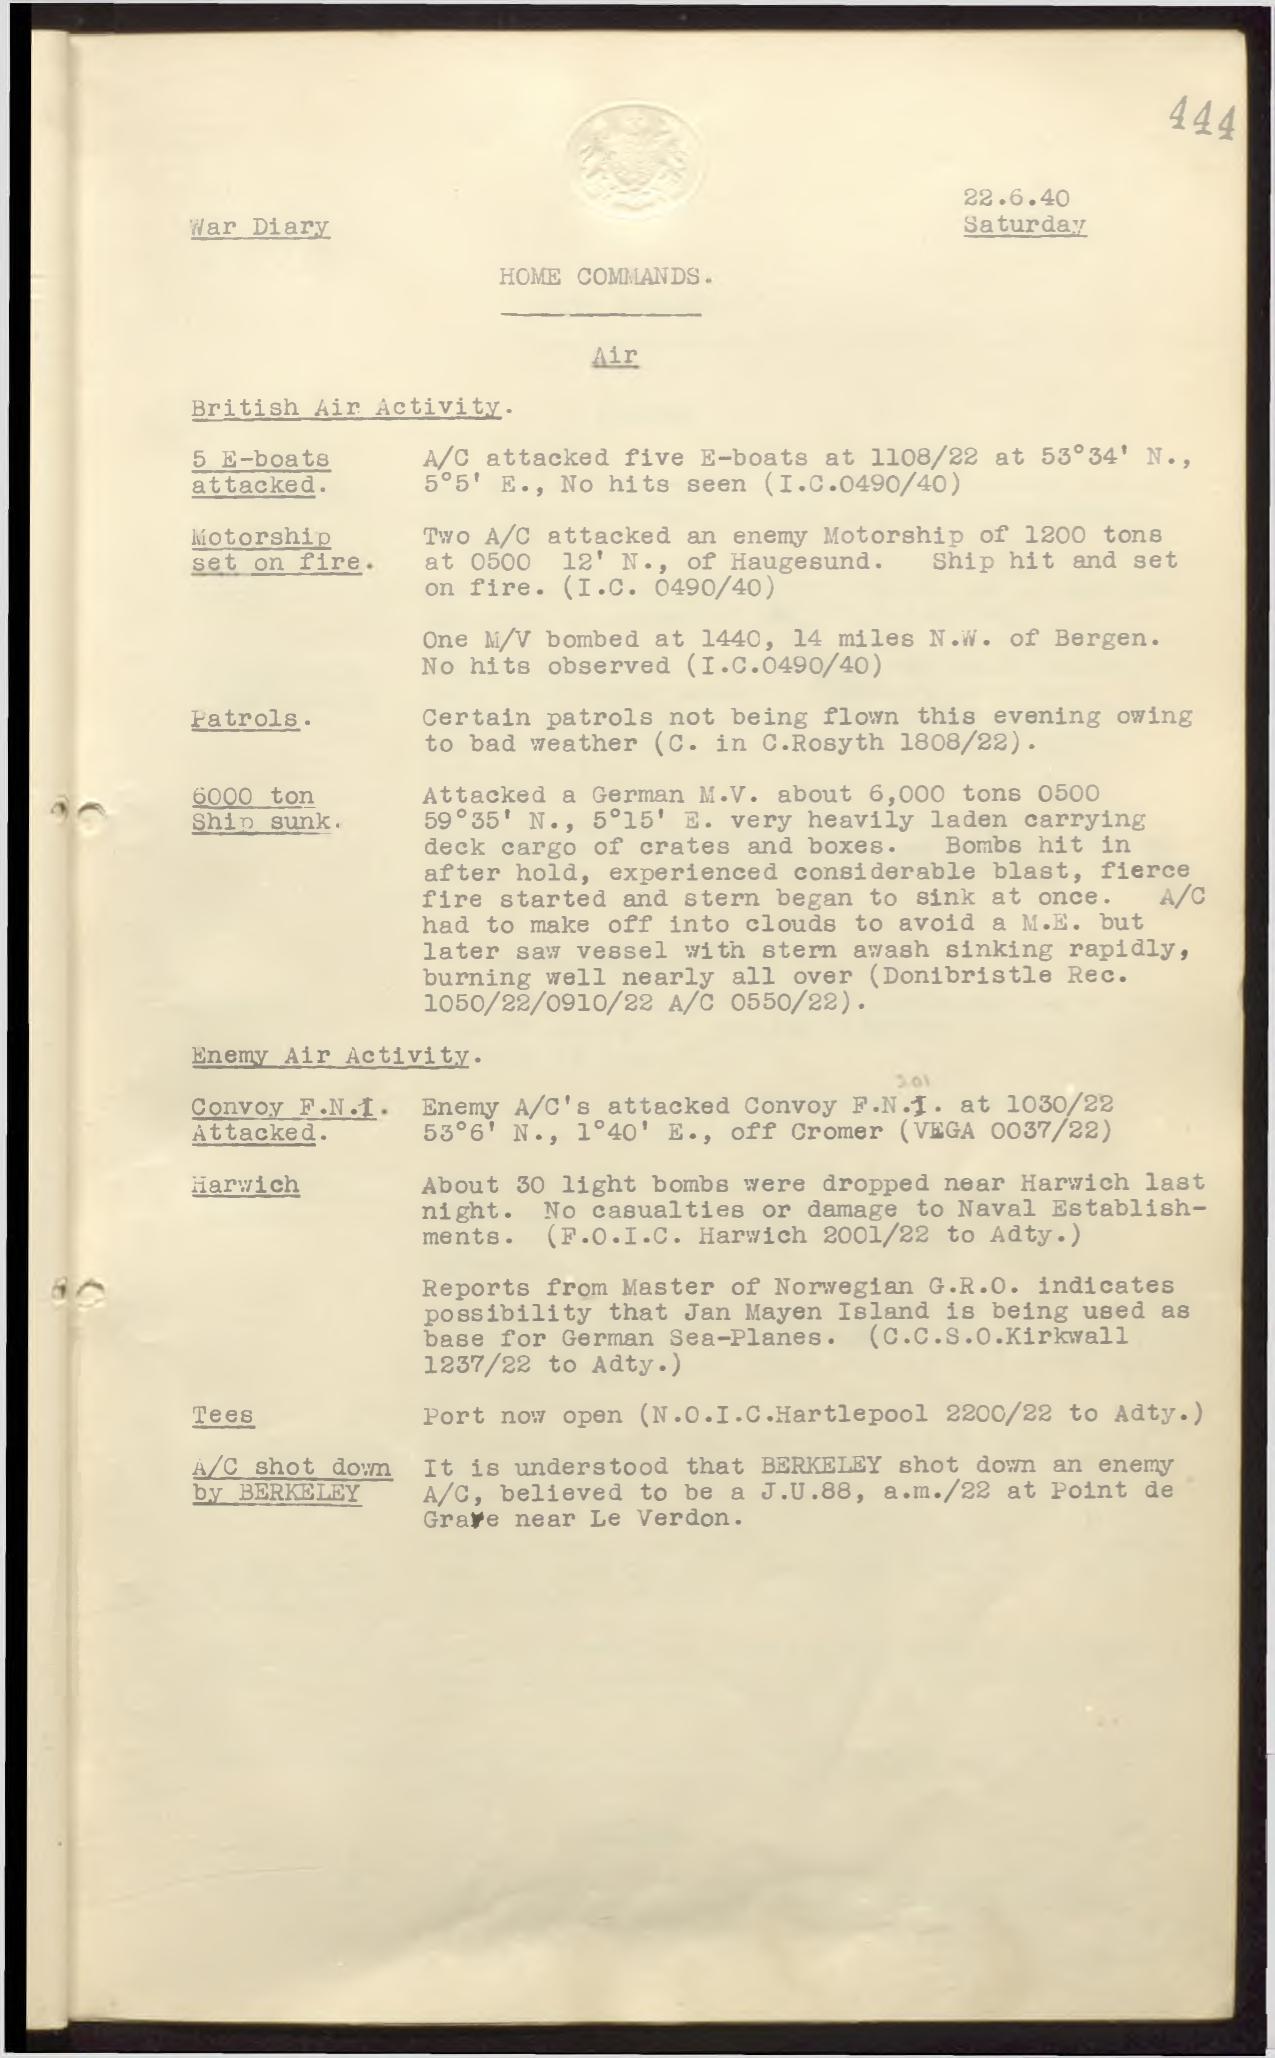 444
22.6.40
War Diary
Saturday
HOME COMMANDS.
Air
British Air Activity.
5 E-boats A/C attacked five E-boats at 1108/22 at 53°34' N.,
attacked. 5°5' E., No hits seen (I.C.0490/40)
Motorship Two A/C attacked an enemy Motorship of 1200 tons
set on fire. at 0500 12' N., of Haugesund. Ship hit and set
on fire. (I.C. 0490/40)
One M/V bombed at 1440, 14 miles N.W. of Bergen.
No hits observed (I.C.0490/40)
Patrols. Certain patrols not being flown this evening owing
to bad weather (C. in C.Rosyth 1808/22).
6000 ton Attacked a German M.V. about 6,000 tons 0500
Ship sunk. 59°35' N., 5°15' E. very heavily laden carrying
deck cargo of crates and boxes. Bombs hit in
after hold, experienced considerable blast, fierce
fire started and stern began to sink at once. A/C
had to make off into clouds to avoid a M.E. but
later saw vessel with stern awash sinking rapidly,
burning well nearly all over (Donibristle Rec.
1050/22/0910/22 A/C 0550/22).
Enemy Air Activity.
201
Convoy F.N.1. Enemy A/C's attacked Convoy F.N.1. at 1030/22
Attacked. 53°6' N., 1°40' E., off Cromer (VEGA 0037/22)
Harwich About 30 light bombs were dropped near Harwich last
night. No casualties or damage to Naval Establish-
ments. (F.O.I.C. Harwich 2001/22 to Adty.)
Reports from Master of Norwegian G.R.O. indicates
possibility that Jan Mayen Island is being used as
base for German Sea-Planes. (C.C.S.O.Kirkwall
1237/22 to Adty.)
Tees Port now open (N.O.I.C.Hartlepool 2200/22 to Adty.)
A/C shot down It is understood that BERKELEY shot down an enemy
by BERKELEY A/C, believed to be a J.U.88, a.m./22 at Point de
Grave near Le Verdon.